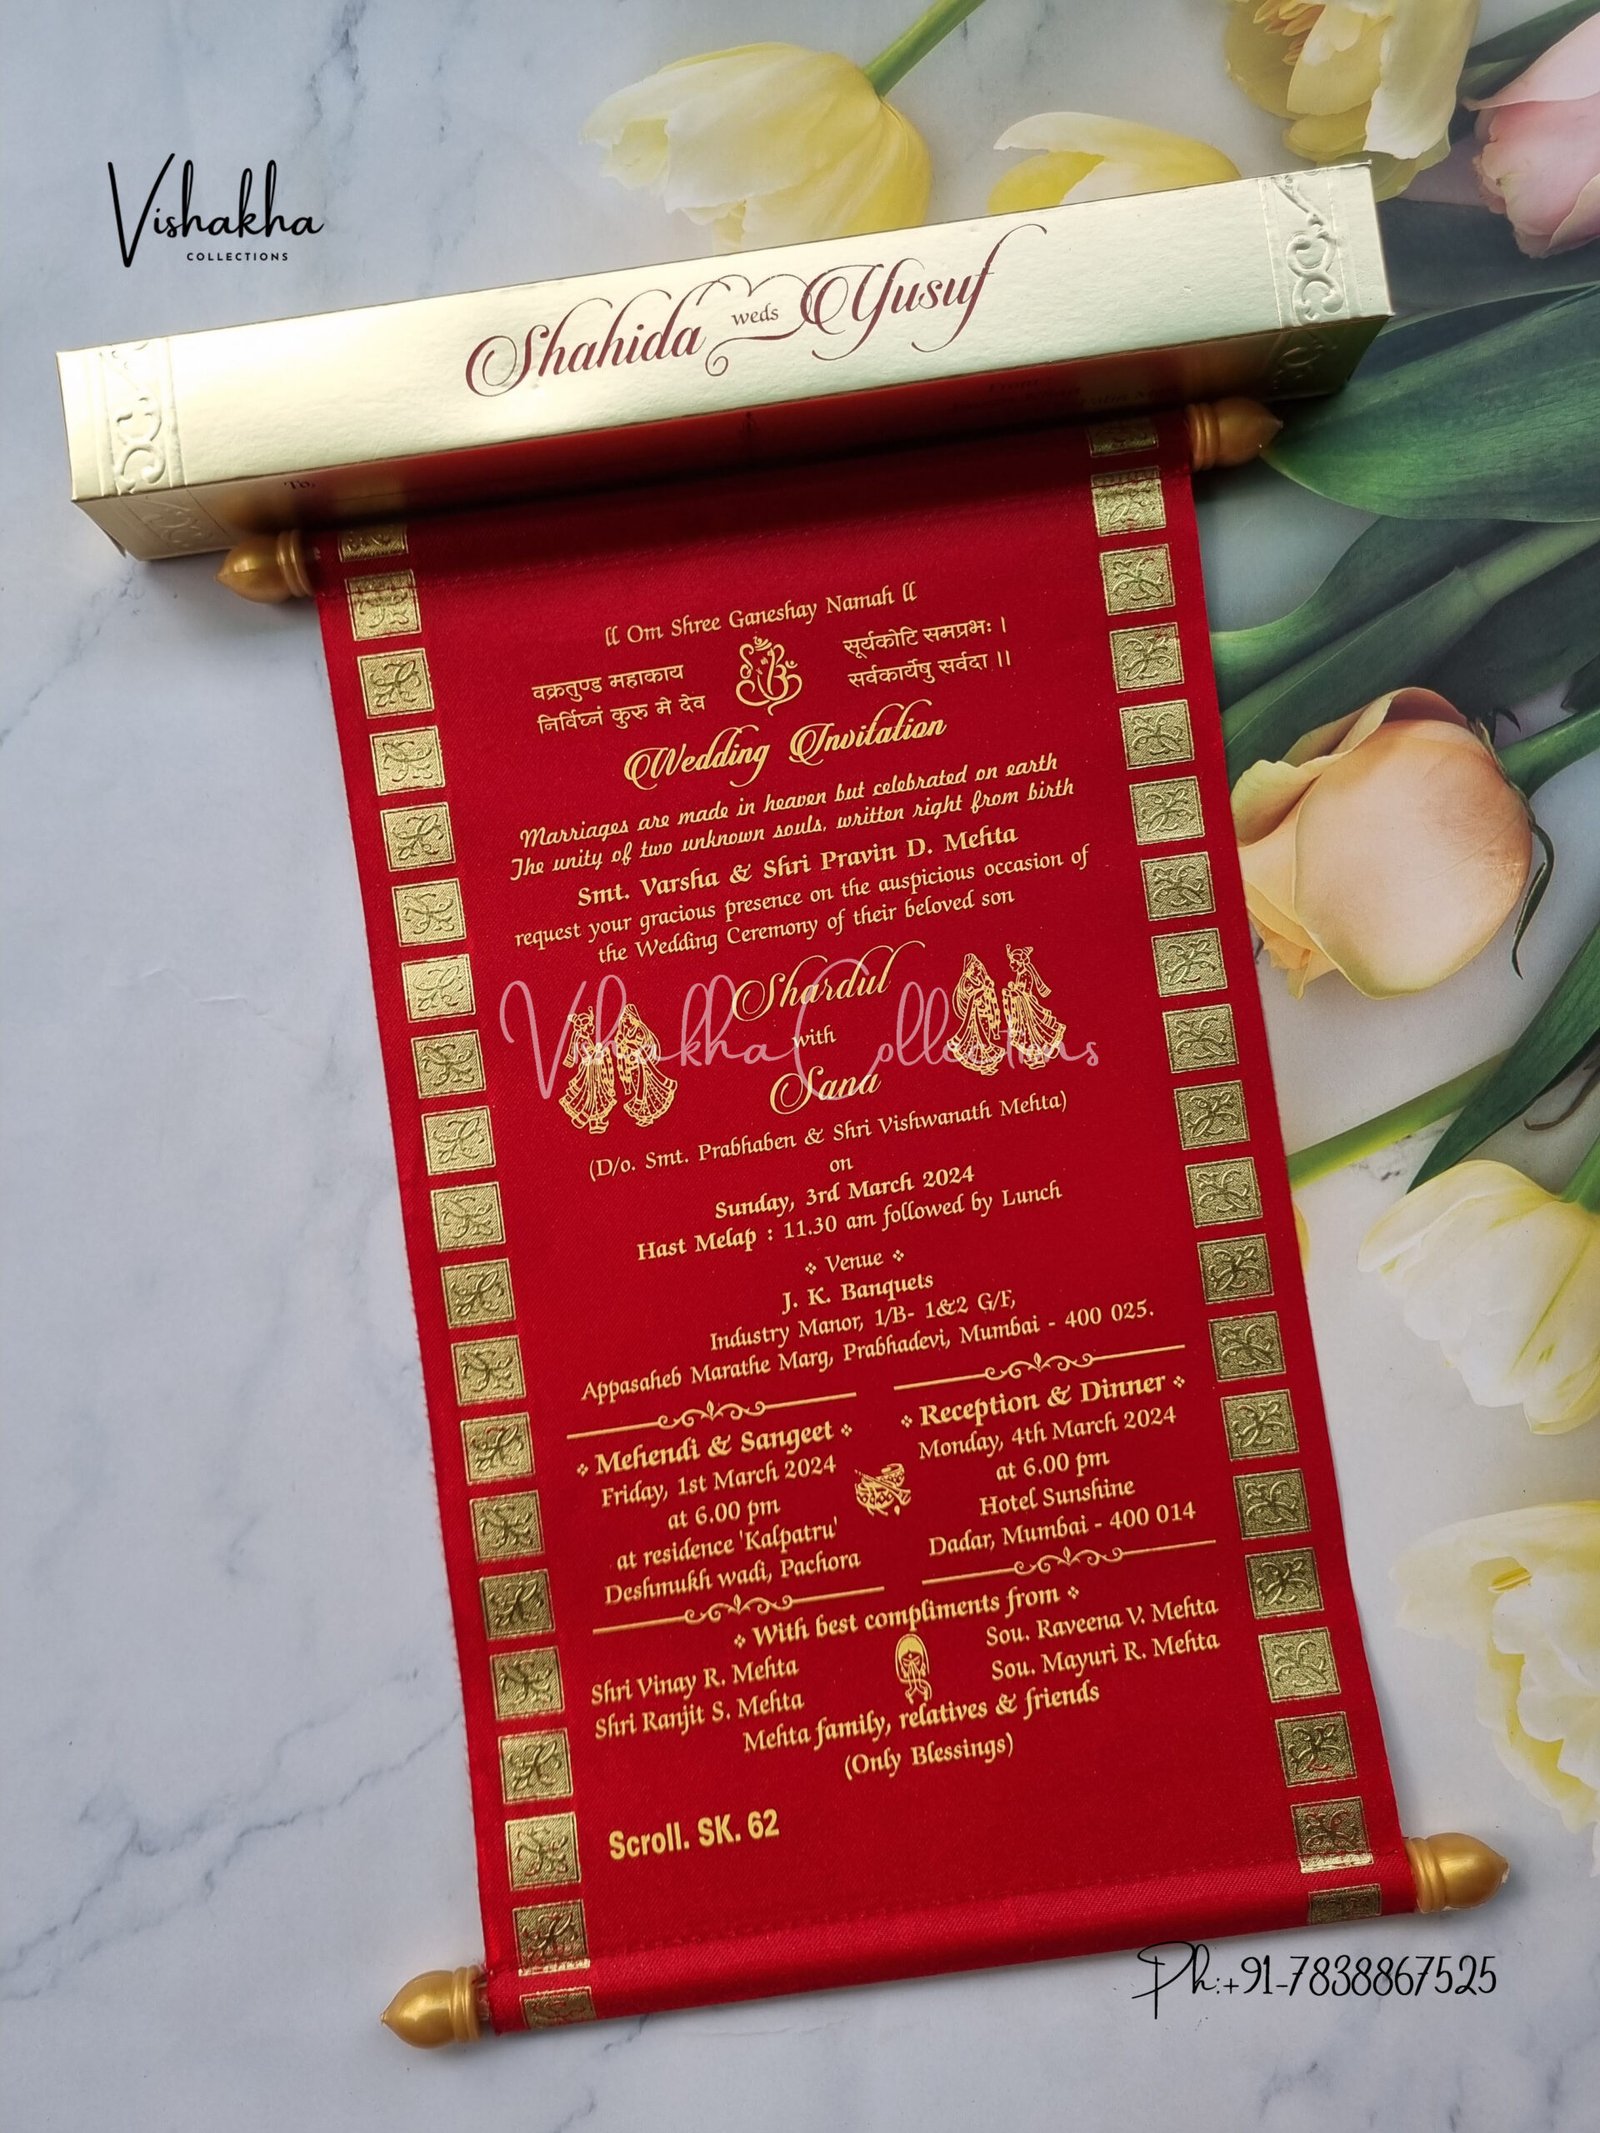 Vishakha
COLLECTIONS
Shahida weds Yusuf
To,
From
॥ Om Shree Ganeshay Namah ॥
वक्रतुण्ड महाकाय सूर्यकोटि समप्रभः ।
निर्विघ्नं कुरु मे देव सर्वकार्येषु सर्वदा ।।
Wedding Invitation
Marriages are made in heaven but celebrated on earth
The unity of two unknown souls, written right from birth
Smt. Varsha & Shri Pravin D. Mehta
request your gracious presence on the auspicious occasion of
the Wedding Ceremony of their beloved son
Shardul
with
Sana
Vishakha Collections
(D/o. Smt. Prabhaben & Shri Vishwanath Mehta)
on
Sunday, 3rd March 2024
Hast Melap : 11.30 am followed by Lunch
Venue
J. K. Banquets
Industry Manor, 1/B- 1&2 G/F,
Appasaheb Marathe Marg, Prabhadevi, Mumbai - 400 025.
Mehendi & Sangeet
Friday, 1st March 2024
at 6.00 pm
at residence 'Kalpatru'
Deshmukh wadi, Pachora
Reception & Dinner
Monday, 4th March 2024
at 6.00 pm
Hotel Sunshine
Dadar, Mumbai - 400 014
With best compliments from
Shri Vinay R. Mehta
Shri Ranjit S. Mehta
Sou. Raveena V. Mehta
Sou. Mayuri R. Mehta
Mehta family, relatives & friends
(Only Blessings)
Scroll. SK. 62
Ph:+91-7838867525